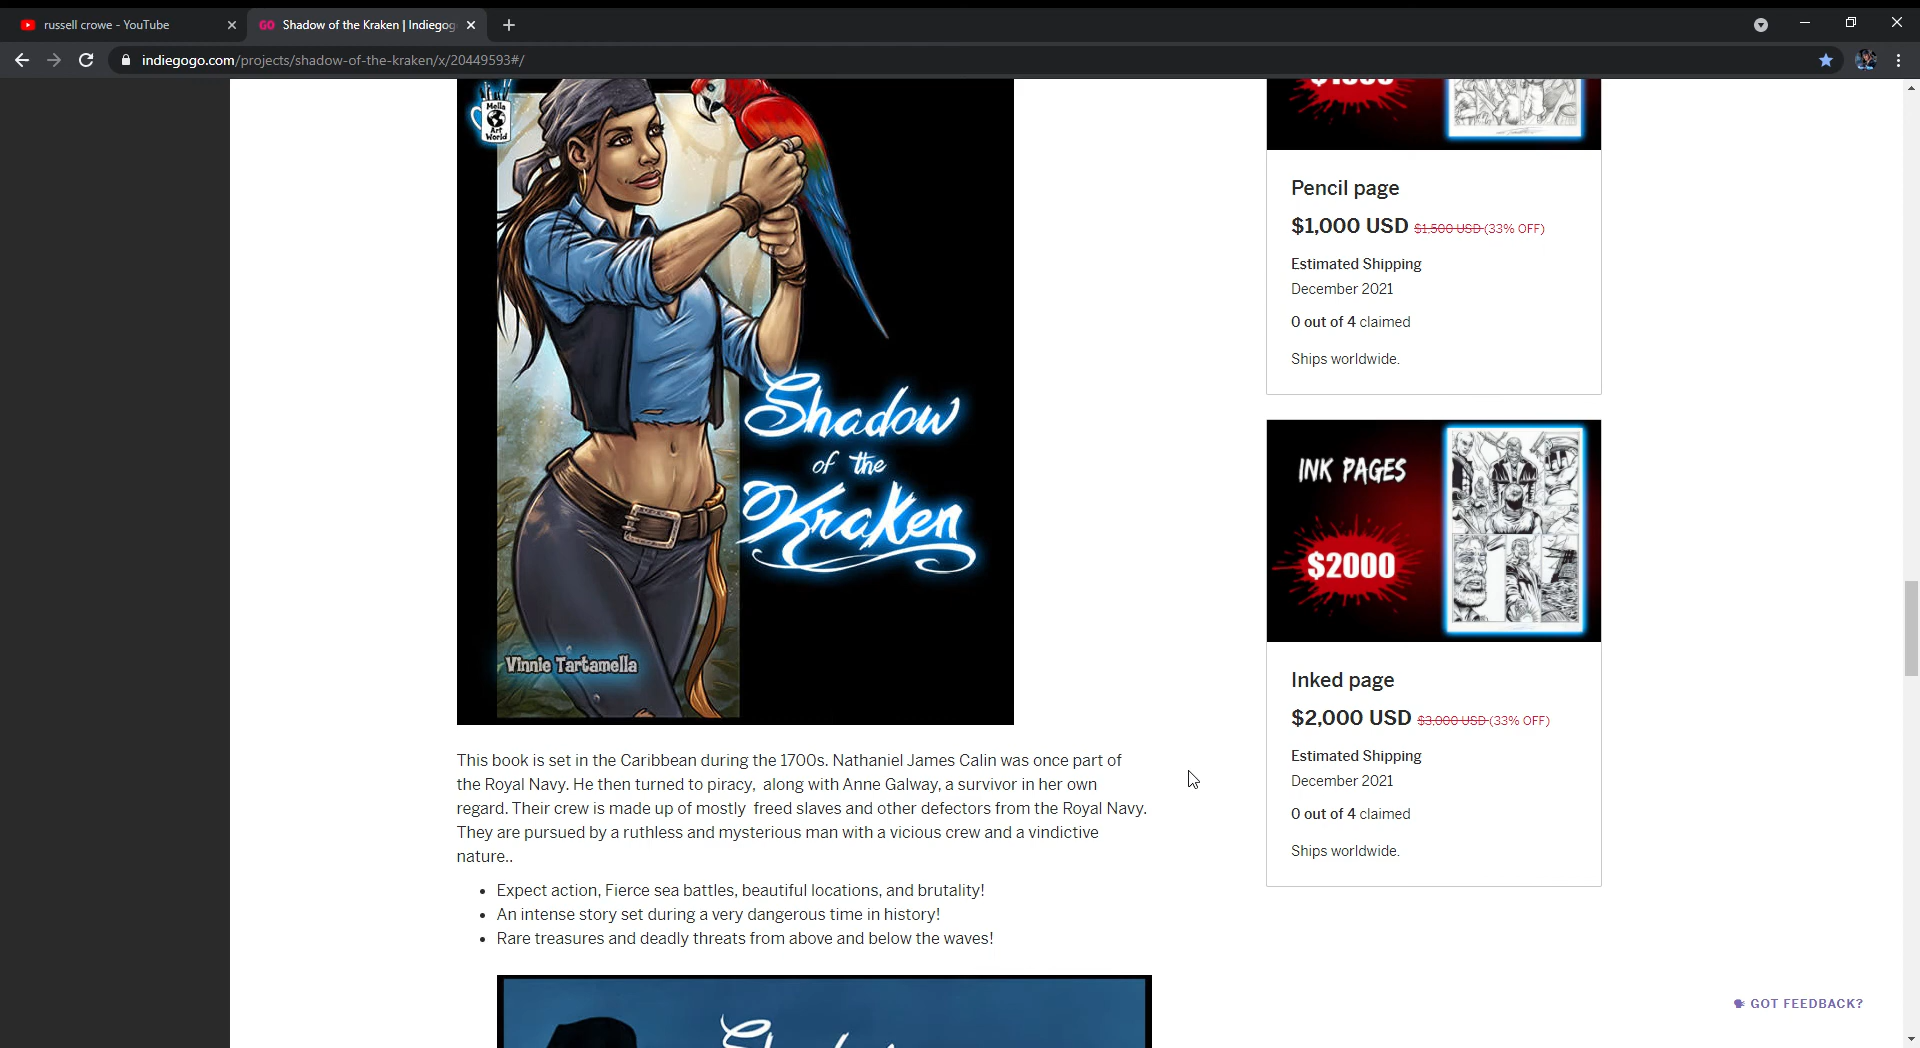 russell crowe - YouTube
Shadow of the Kraken | Indiegog
indiegogo.com/projects/shadow-of-the-kraken/x/20449593#/
Mella
Art
World
Shadow
of the
Kraken
Vinnie Tartamella
This book is set in the Caribbean during the 1700s. Nathaniel James Calin was once part of
the Royal Navy. He then turned to piracy, along with Anne Galway, a survivor in her own
regard. Their crew is made up of mostly freed slaves and other defectors from the Royal Navy.
They are pursued by a ruthless and mysterious man with a vicious crew and a vindictive
nature..
• Expect action, Fierce sea battles, beautiful locations, and brutality!
• An intense story set during a very dangerous time in history!
• Rare treasures and deadly threats from above and below the waves!
Pencil page
$1,000 USD $1,500 USD (33% OFF)
Estimated Shipping
December 2021
0 out of 4 claimed
Ships worldwide.
INK PAGES
$2000
Inked page
$2,000 USD $3,000 USD (33% OFF)
Estimated Shipping
December 2021
0 out of 4 claimed
Ships worldwide.
GOT FEEDBACK?